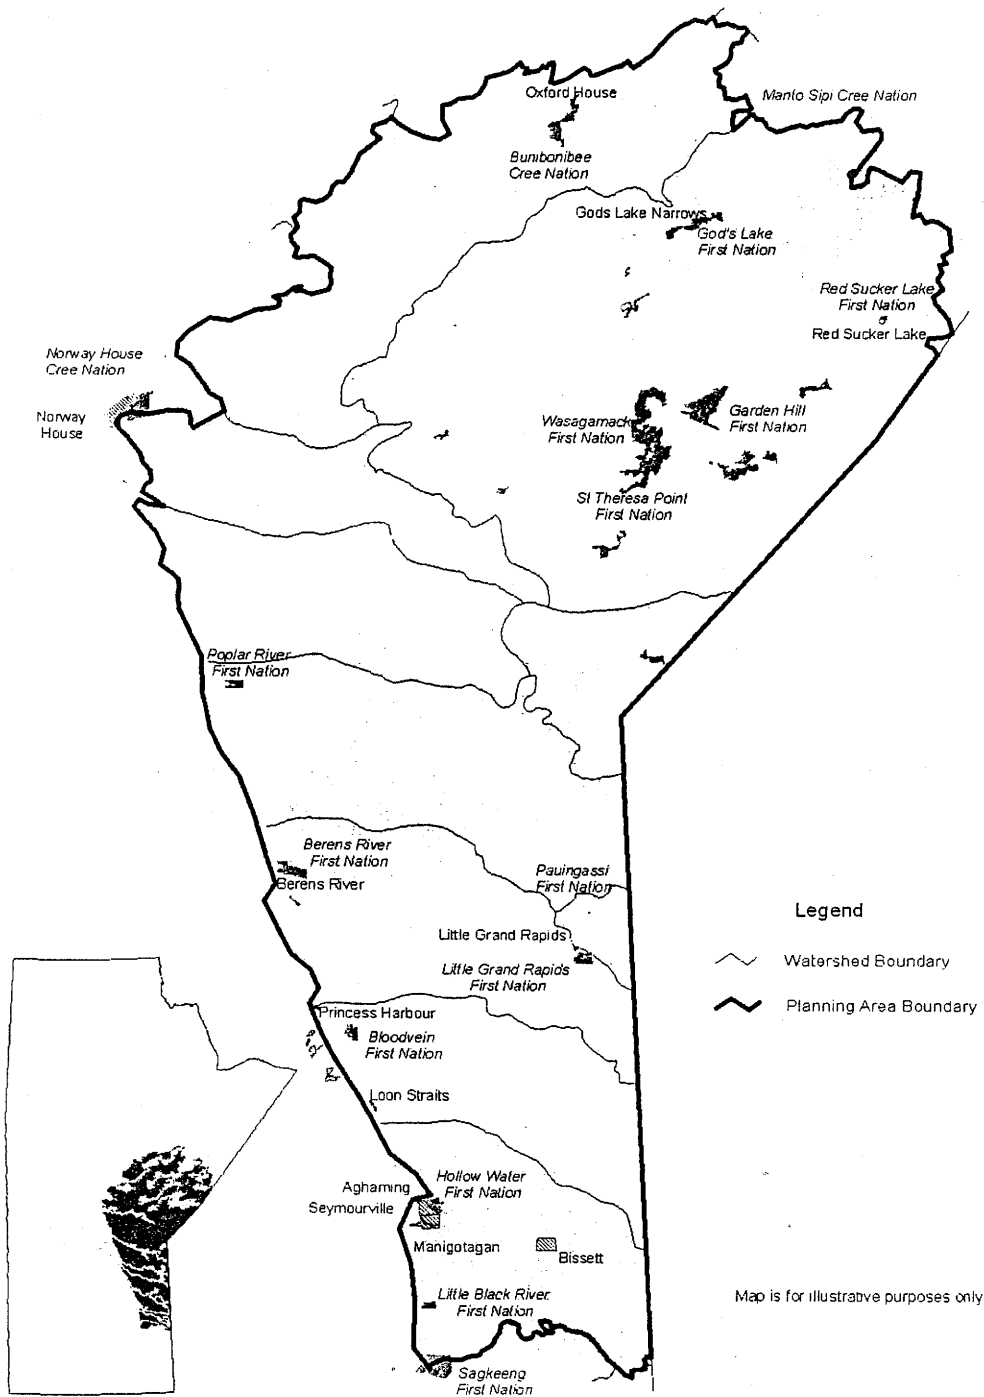 Oxford House
Manto Sipi Cree Nation
Bunibonibee
Cree Nation
Gods Lake Narrows
God's Lake
First Nation
Red Sucker Lake
First Nation
Red Sucker Lake
Norway House
Cree Nation
Norway
House
Wasagamack
First Nation
Garden Hill
First Nation
St Theresa Point
First Nation
Poplar River
First Nation
Berens River
First Nation
Berens River
Pauingassi
First Nation
Little Grand Rapids
Little Grand Rapids
First Nation
Legend
Watershed Boundary
Planning Area Boundary
Princess Harbour
Bloodvein
First Nation
Loon Straits
Hollow Water
First Nation
Aghaming
Seymourville
Manigotagan
Bissett
Little Black River
First Nation
Map is for illustrative purposes only
Sagkeeng
First Nation